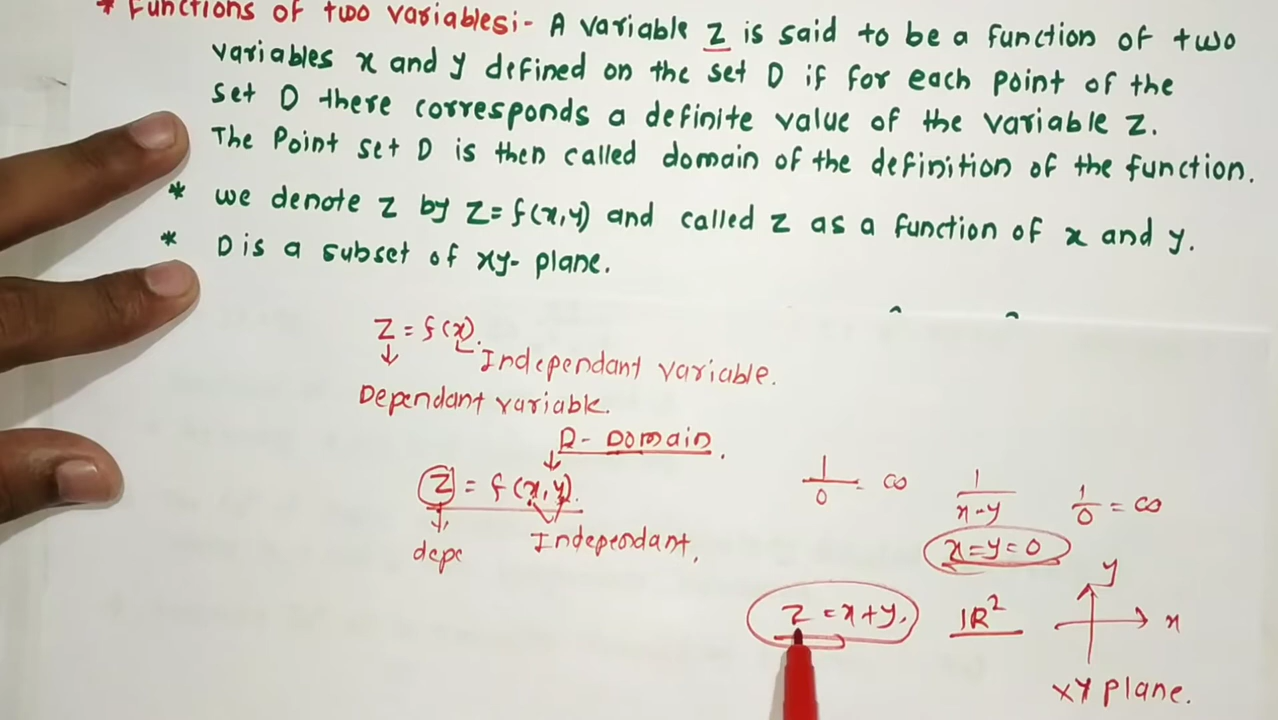 * Functions of two variables:- A variable Z is said to be a function of two
variables x and y defined on the set D if for each point of the
set D there corresponds a definite value of the variable Z.
The Point set D is then called domain of the definition of the function.
* we denote Z by Z=f(x,y) and called Z as a function of x and y.
* D is a subset of xy-plane.
Z = f(x).
Independant variable.
Dependant variable.
D- Domain.
Z = f(x,y).
depe
Independant.
1/0 = ∞
1/x-y
1/0 = ∞
x=y=0
Z = x+y.
IR²
y
x
XY plane.